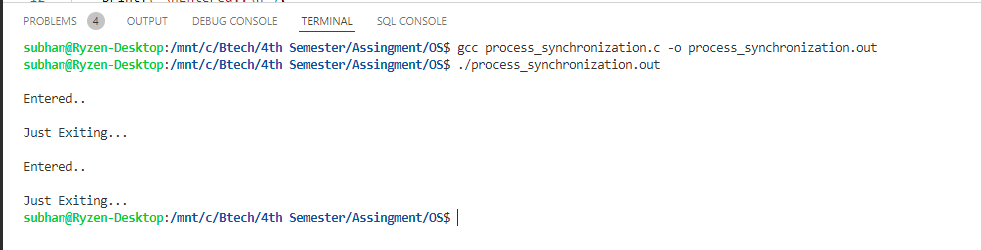 PROBLEMS 4 OUTPUT DEBUG CONSOLE TERMINAL SQL CONSOLE
subhan@Ryzen-Desktop:/mnt/c/Btech/4th Semester/Assingment/OS$ gcc process_synchronization.c -o process_synchronization.out
subhan@Ryzen-Desktop:/mnt/c/Btech/4th Semester/Assingment/OS$ ./process_synchronization.out
Entered..
Just Exiting...
Entered..
Just Exiting...
subhan@Ryzen-Desktop:/mnt/c/Btech/4th Semester/Assingment/OS$